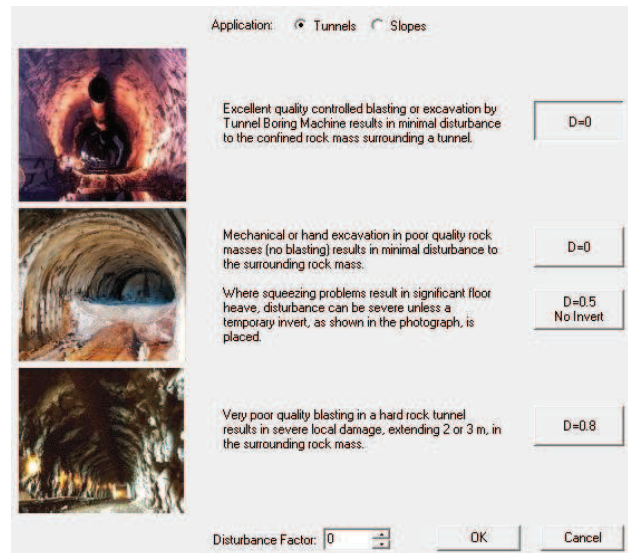 Application: Tunnels Slopes
Excellent quality controlled blasting or excavation by
Tunnel Boring Machine results in minimal disturbance
to the confined rock mass surrounding a tunnel.
D=0
Mechanical or hand excavation in poor quality rock
masses (no blasting) results in minimal disturbance to
the surrounding rock mass.
D=0
Where squeezing problems result in significant floor
heave, disturbance can be severe unless a
temporary invert, as shown in the photograph, is
placed.
D=0.5
No Invert
Very poor quality blasting in a hard rock tunnel
results in severe local damage, extending 2 or 3 m, in
the surrounding rock mass.
D=0.8
Disturbance Factor: 0 OK Cancel